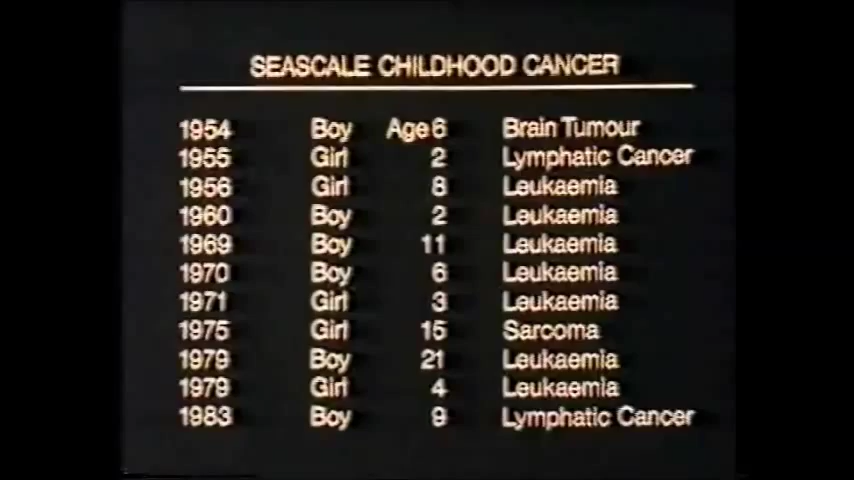 SEASCALE CHILDHOOD CANCER
1954 Boy Age 6 Brain Tumour
1955 Girl 2 Lymphatic Cancer
1956 Girl 8 Leukaemia
1960 Boy 2 Leukaemia
1969 Boy 11 Leukaemia
1970 Boy 6 Leukaemia
1971 Girl 3 Leukaemia
1975 Girl 15 Sarcoma
1979 Boy 21 Leukaemia
1979 Girl 4 Leukaemia
1983 Boy 9 Lymphatic Cancer